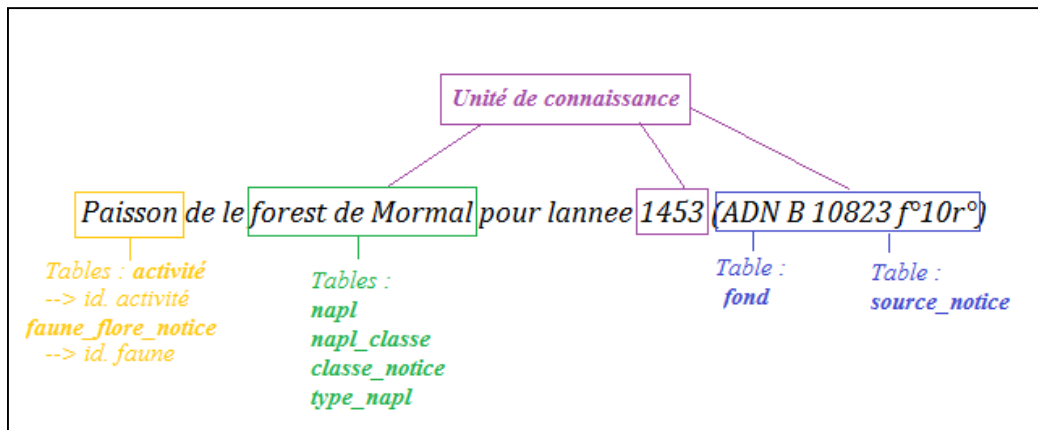 Unité de connaissance
Paisson de le forest de Mormal pour lannee 1453 (ADN B 10823 f°10r°)
Tables : activité
--> id. activité
faune_flore_notice
--> id. faune
Tables :
napl
napl_classe
classe_notice
type_napl
Table :
fond
Table :
source_notice